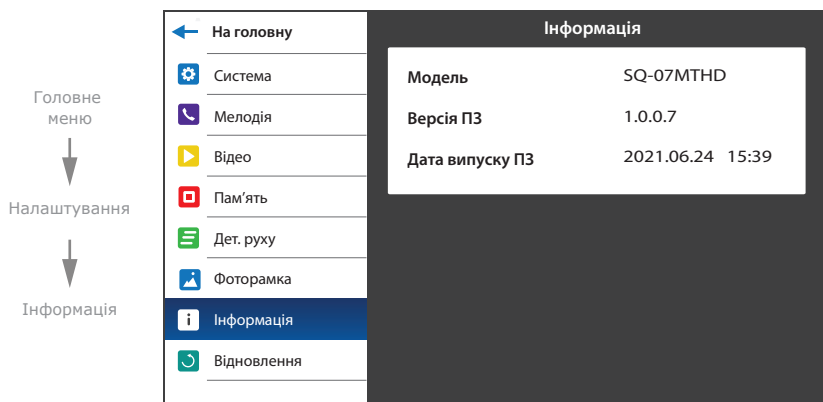 Головне
меню
Налаштування
Інформація
На головну
Система
Мелодія
Відео
Пам’ять
Дет. руху
Фоторамка
Інформація
Відновлення
Інформація
Модель SQ-07MTHD
Версія ПЗ 1.0.0.7
Дата випуску ПЗ 2021.06.24 15:39